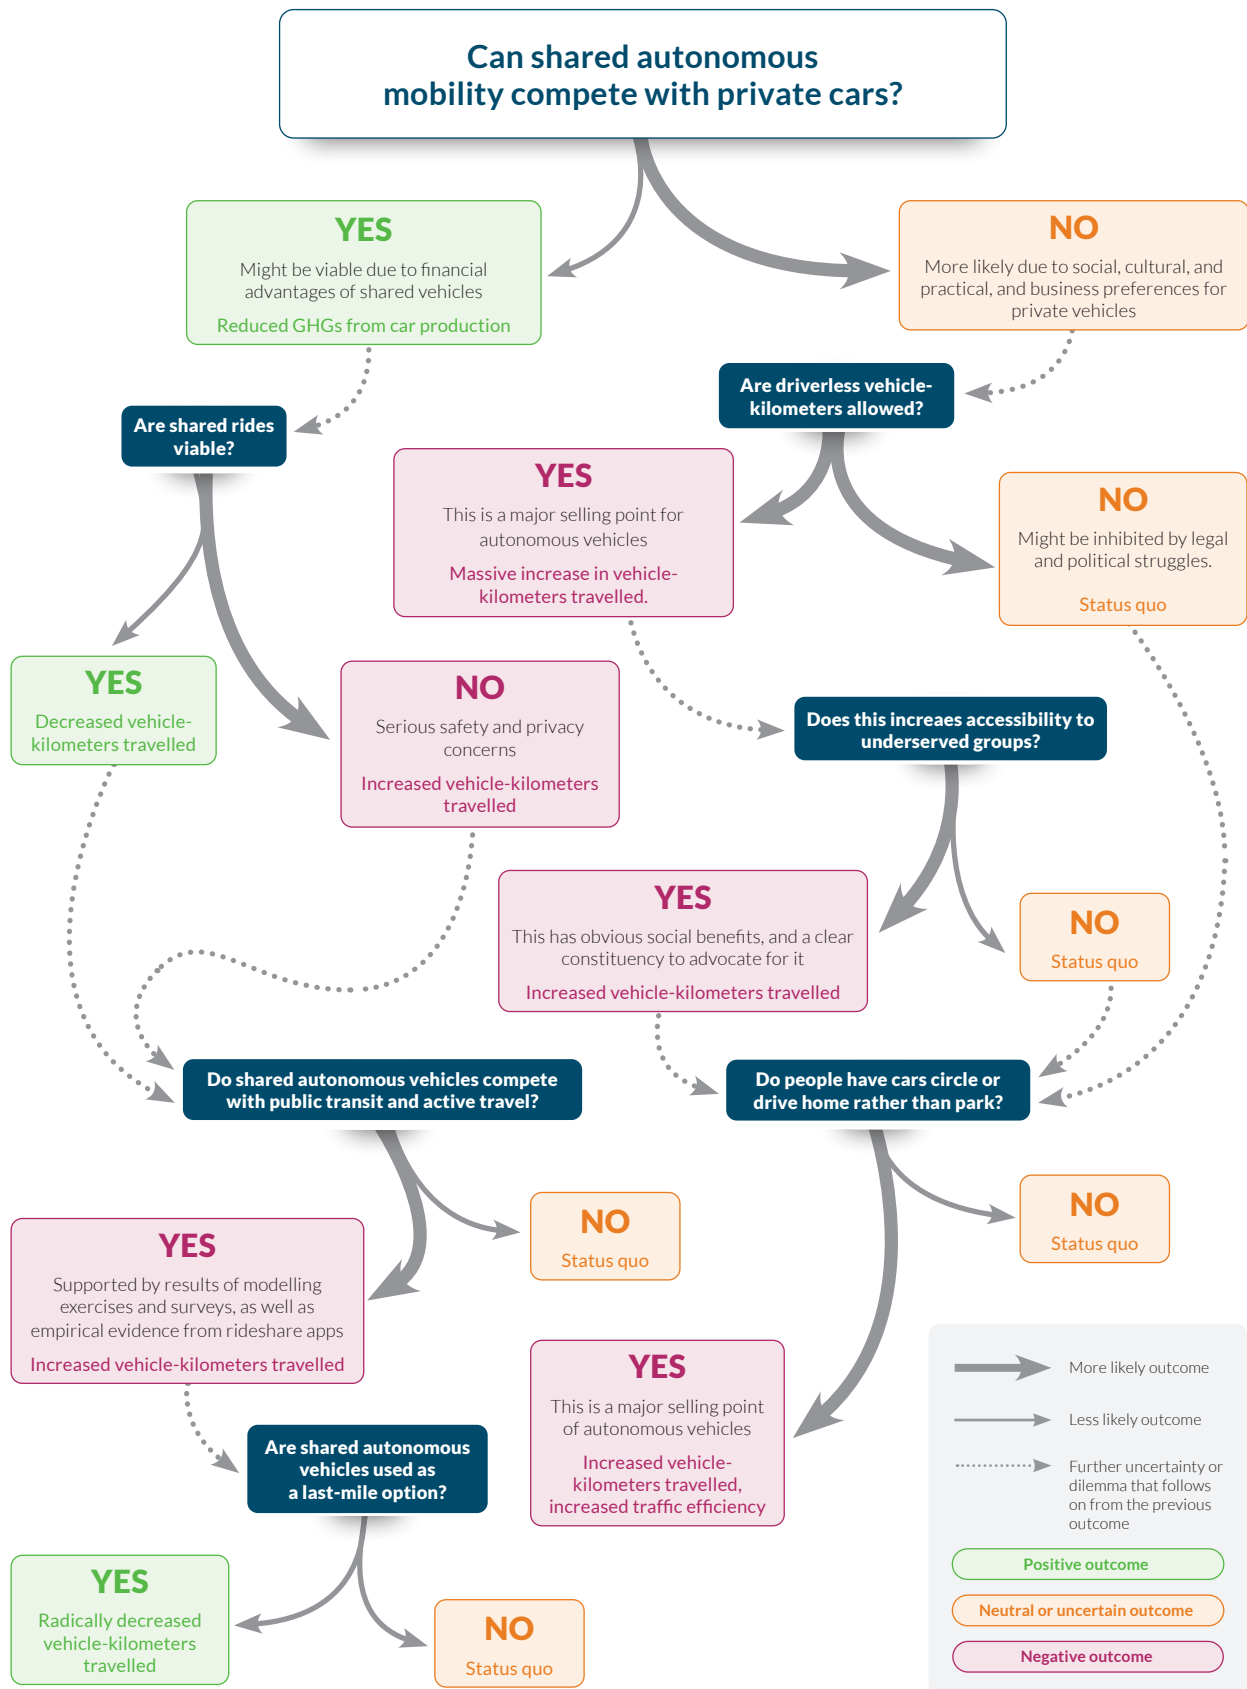 Can shared autonomous
mobility compete with private cars?
YES
Might be viable due to financial
advantages of shared vehicles
Reduced GHGs from car production
NO
More likely due to social, cultural, and
practical, and business preferences for
private vehicles
Are shared rides
viable?
Are driverless vehicle-
kilometers allowed?
YES
This is a major selling point for
autonomous vehicles
Massive increase in vehicle-
kilometers travelled.
NO
Might be inhibited by legal
and political struggles.
Status quo
YES
Decreased vehicle-
kilometers travelled
NO
Serious safety and privacy
concerns
Increased vehicle-kilometers
travelled
Does this increaes accessibility to
underserved groups?
YES
This has obvious social benefits, and a clear
constituency to advocate for it
Increased vehicle-kilometers travelled
NO
Status quo
Do shared autonomous vehicles compete
with public transit and active travel?
Do people have cars circle or
drive home rather than park?
YES
Supported by results of modelling
exercises and surveys, as well as
empirical evidence from rideshare apps
Increased vehicle-kilometers travelled
NO
Status quo
NO
Status quo
YES
This is a major selling point
of autonomous vehicles
Increased vehicle-
kilometers travelled,
increased traffic efficiency
Are shared autonomous
vehicles used as
a last-mile option?
YES
Radically decreased
vehicle-kilometers
travelled
NO
Status quo
More likely outcome
Less likely outcome
Further uncertainty or
dilemma that follows
on from the previous
outcome
Positive outcome
Neutral or uncertain outcome
Negative outcome